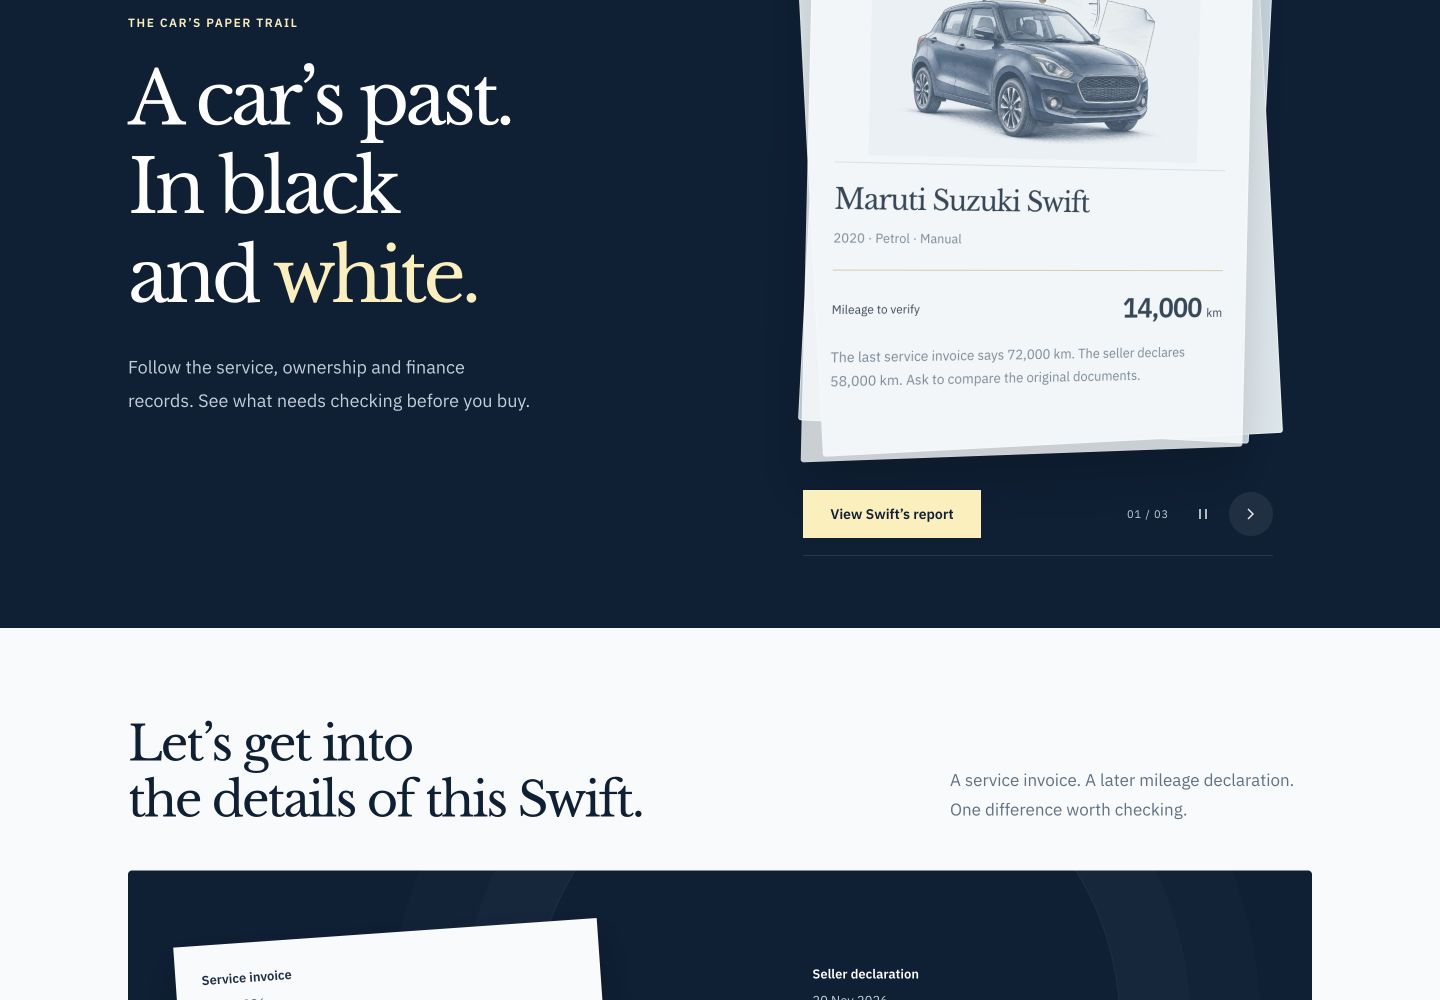 THE CAR’S PAPER TRAIL
A car’s past.
In black
and white.
Follow the service, ownership and finance
records. See what needs checking before you buy.
Maruti Suzuki Swift
2020 · Petrol · Manual
Mileage to verify
14,000 km
The last service invoice says 72,000 km. The seller declares
58,000 km. Ask to compare the original documents.
View Swift’s report
01 / 03
Let’s get into
the details of this Swift.
A service invoice. A later mileage declaration.
One difference worth checking.
Service invoice
Seller declaration